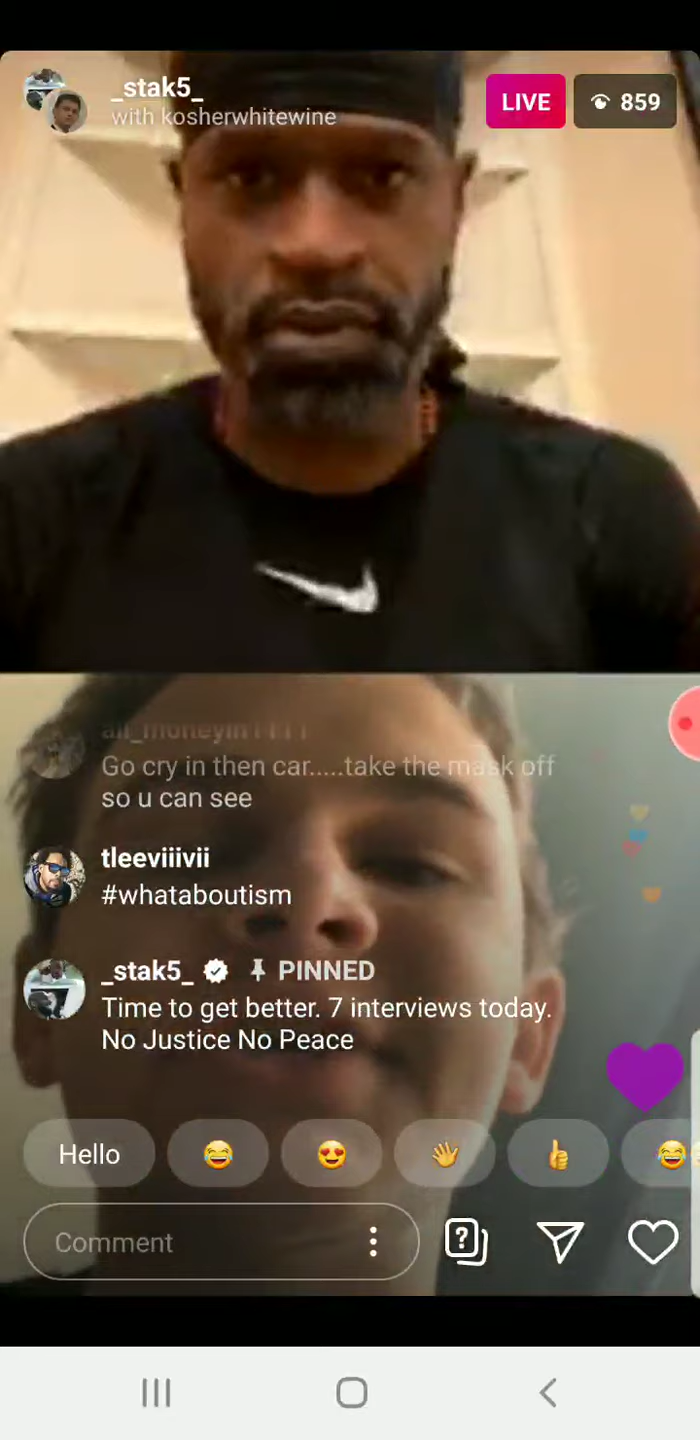 _stak5_
with kosherwhitewine
LIVE
859
all_moneyin1111
Go cry in then car.....take the mask off
so u can see
tleeviiivii
#whataboutism
_stak5_ PINNED
Time to get better. 7 interviews today.
No Justice No Peace
Hello
Comment